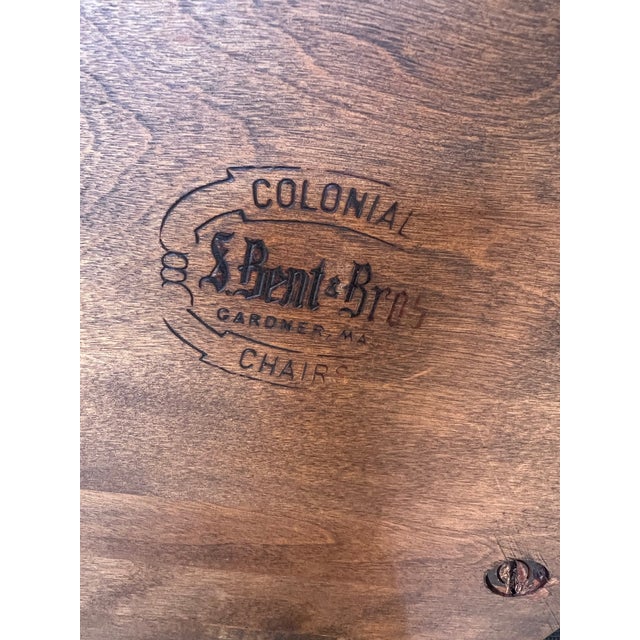 COLONIAL
S. Bent & Bros
GARDNER, MA
CHAIRS